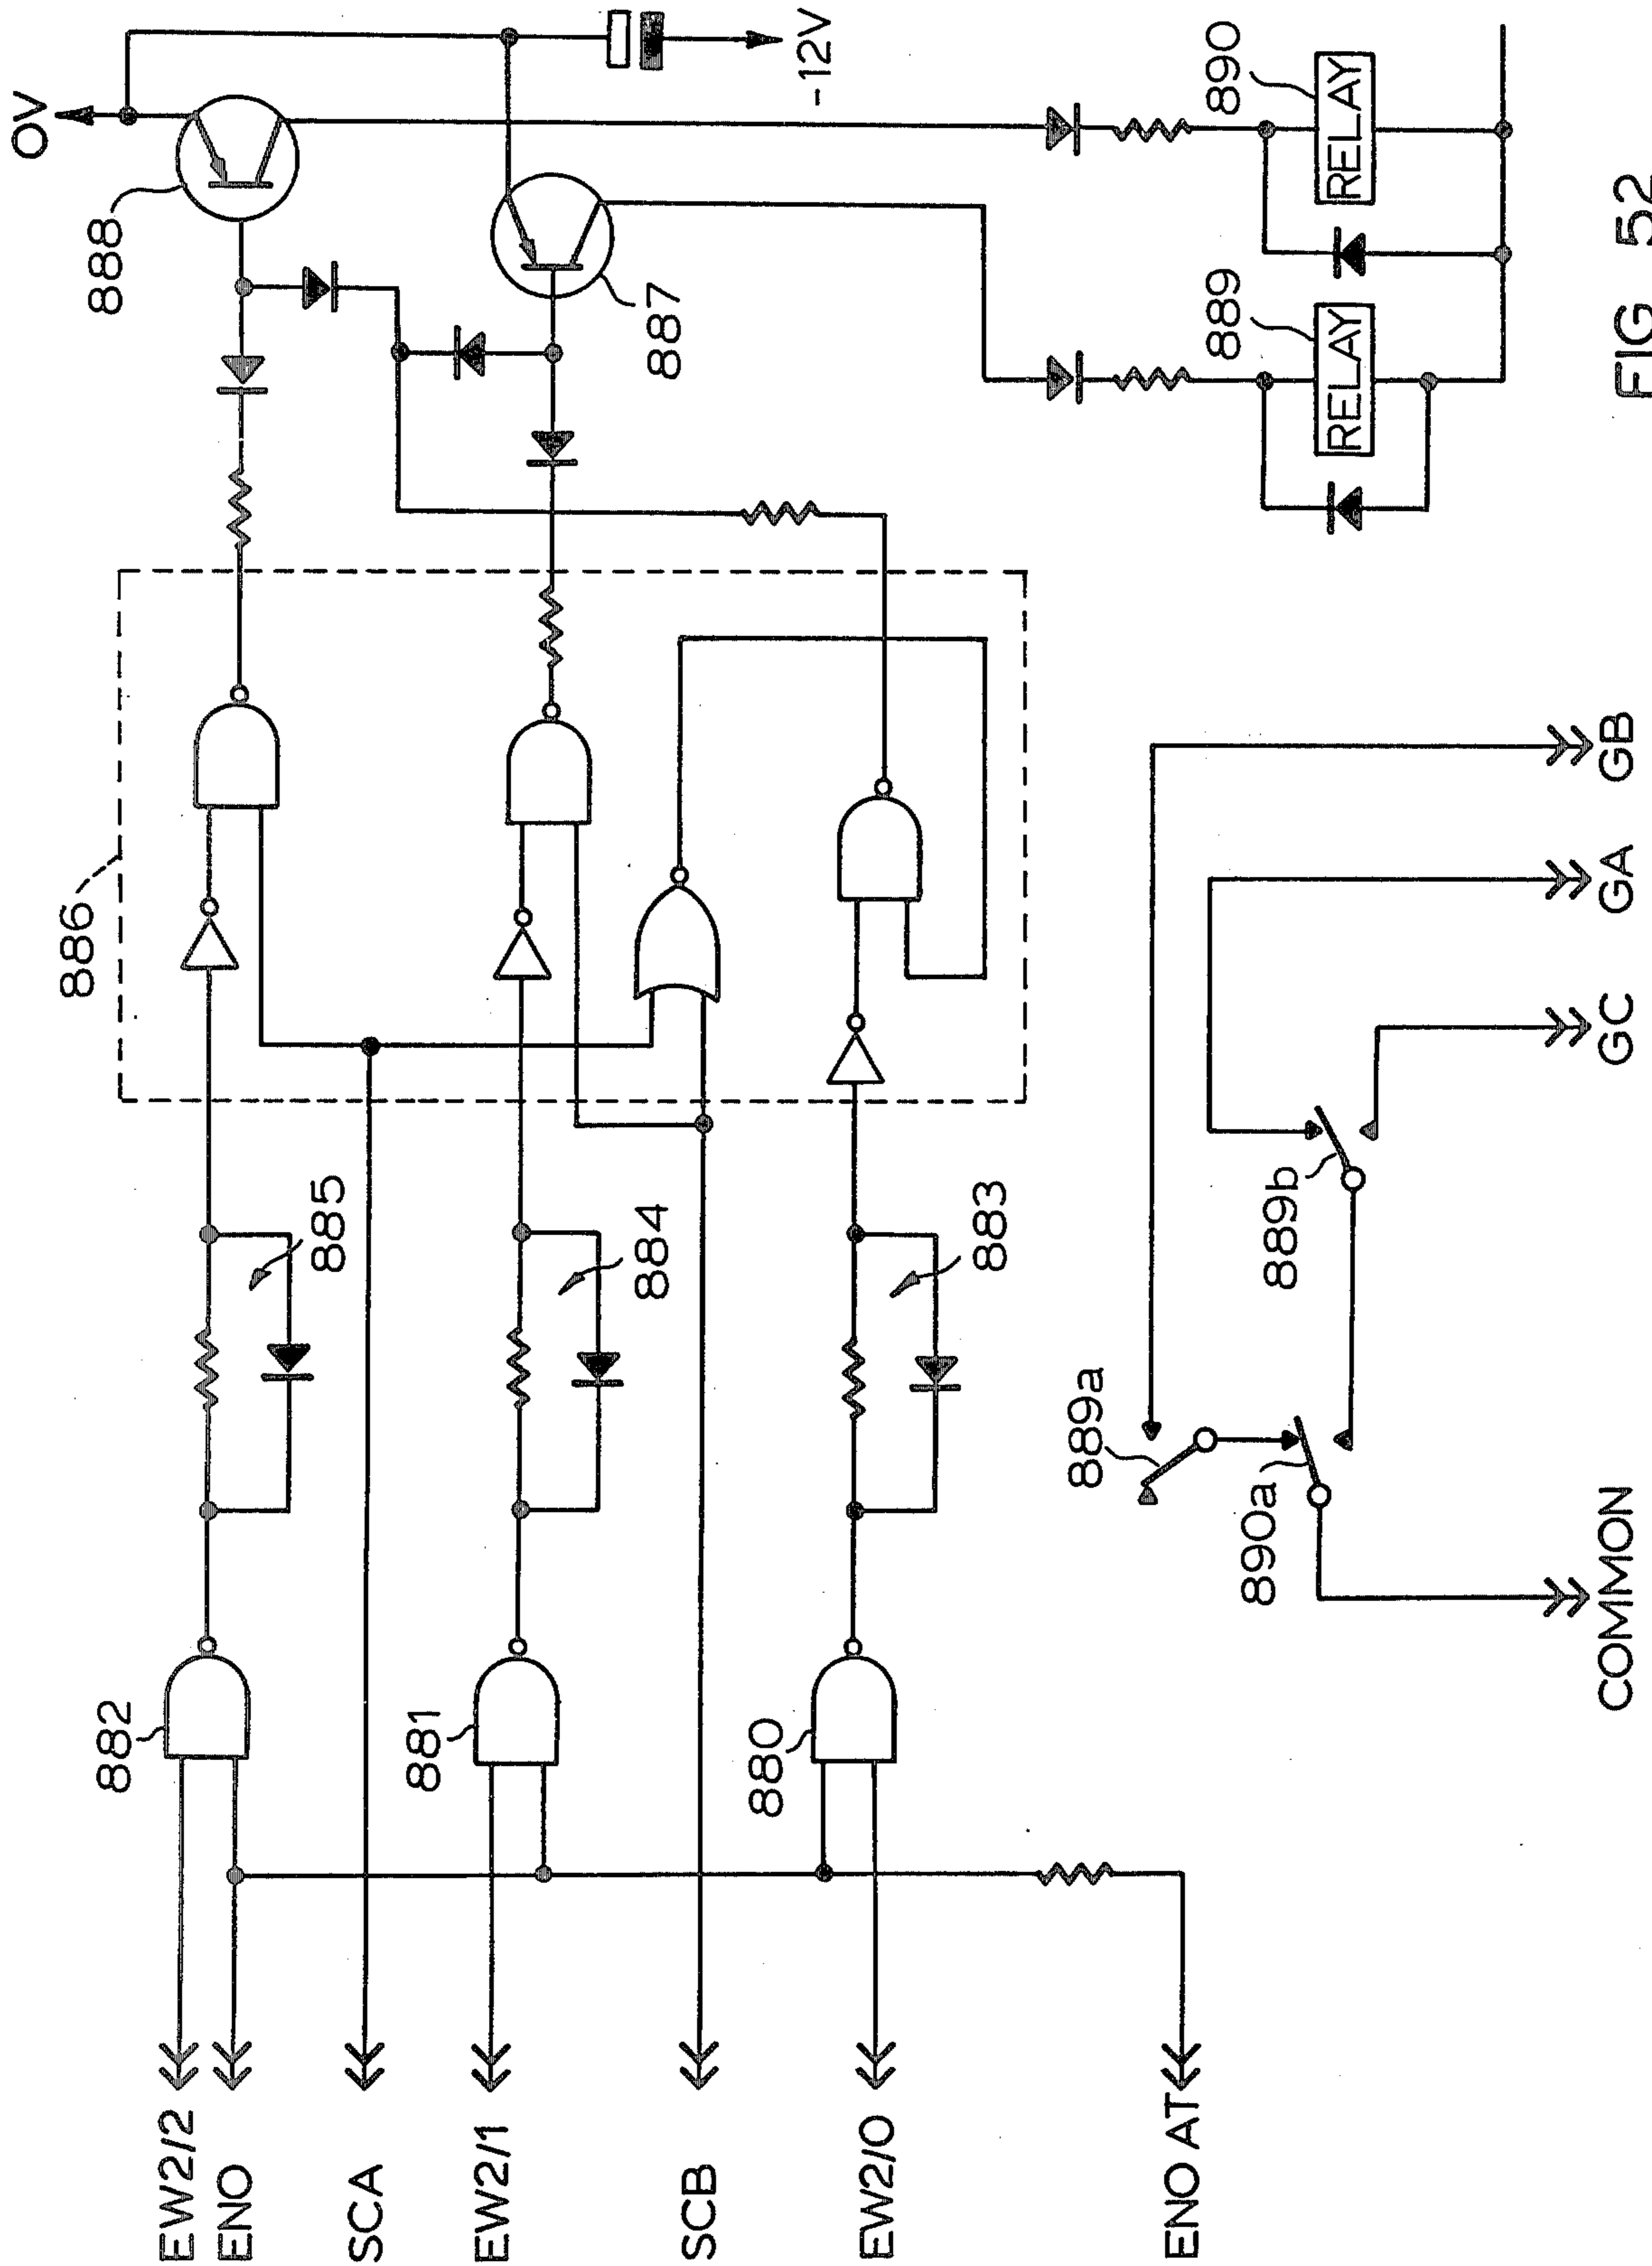 EW2/2
ENO
SCA
EW2/1
SCB
EW2/0
ENO AT
882
881
880
885
884
883
886
888
887
0V
-12V
889
RELAY
890
RELAY
889a
890a
889b
COMMON
GC
GA
GB
FIG 52